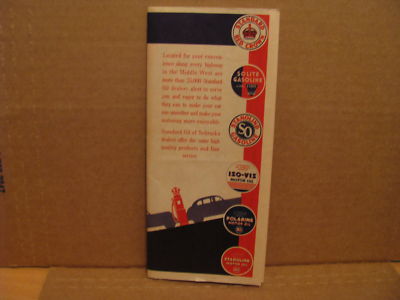 STANDARD
RED CROWN
Located for your conven-
ience along every highway
in the Middle West are
more than 25,000 Standard
Oil dealers alert to serve
you and eager to do what
they can to make your car
run smoother and make your
motoring more enjoyable.
Standard Oil of Nebraska
dealers offer the same high
quality products and fine
service.
SOLITE
GASOLINE
STANOLIND
SO
GASOLINE
ISO-VIS
MOTOR OIL
POLARINE
MOTOR OIL
STANOLIND
MOTOR OIL